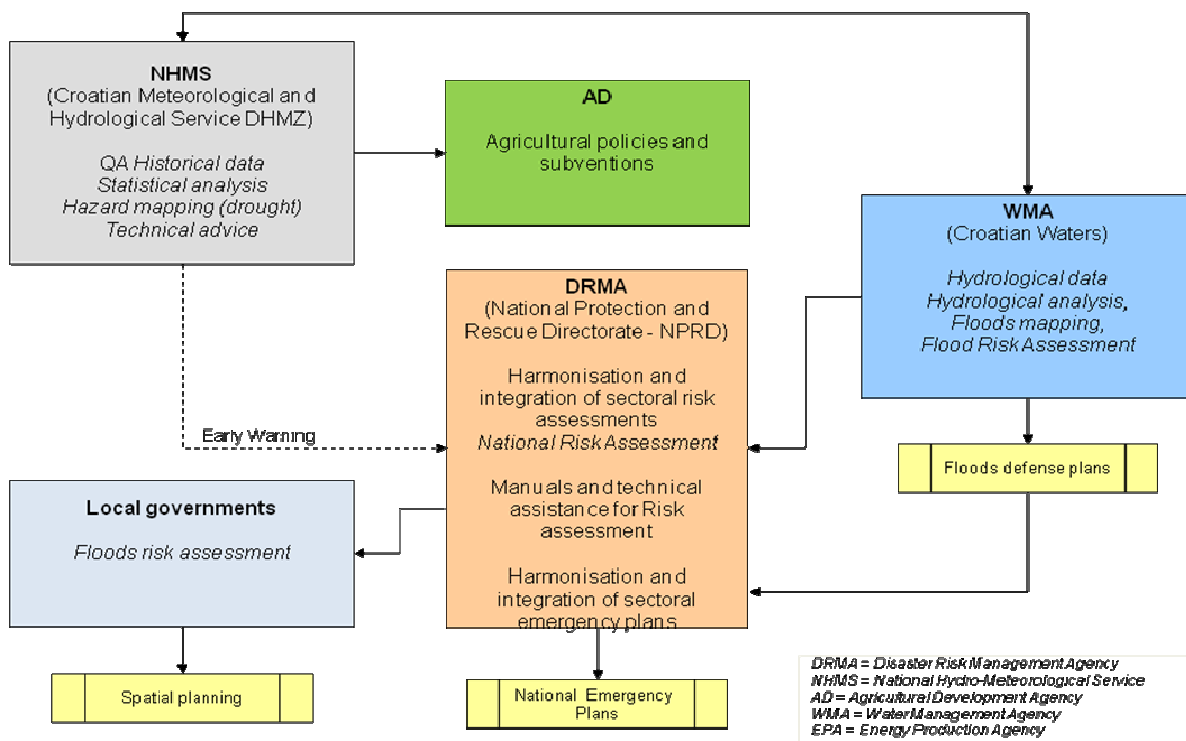 NHMS
(Croatian Meteorological and
Hydrological Service DHMZ)
QA Historical data
Statistical analysis
Hazard mapping (drought)
Technical advice
AD
Agricultural policies and
subventions
WMA
(Croatian Waters)
Hydrological data
Hydrological analysis,
Floods mapping,
Flood Risk Assessment
DRMA
(National Protection and
Rescue Directorate - NPRD)
Harmonisation and
integration of sectoral risk
assessments
National Risk Assessment
Manuals and technical
assistance for Risk
assessment
Harmonisation and
integration of sectoral
emergency plans
Early Warning
Floods defense plans
Local governments
Floods risk assessment
Spatial planning
National Emergency
Plans
DRMA = Disaster Risk Management Agency
NHMS = National Hydro-Meteorological Service
AD = Agricultural Development Agency
WMA = Water Management Agency
EPA = Energy Production Agency